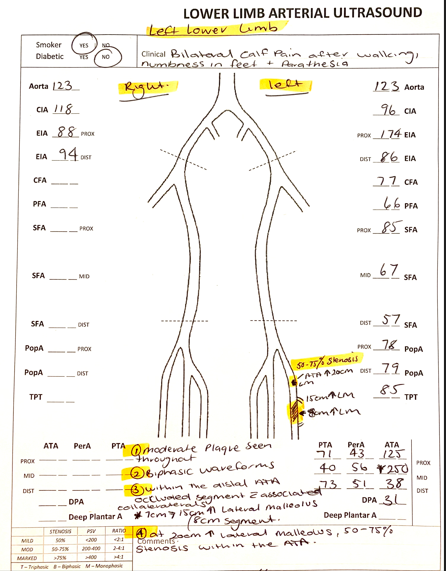 LOWER LIMB ARTERIAL ULTRASOUND
Left Lower Limb
Smoker YES NO
Diabetic YES NO
Clinical Bilateral Calf Pain after walking,
numbness in feet + Parathesia
Aorta 123 Right. left 123 Aorta
CIA 118 96 CIA
EIA 88 PROX PROX 174 EIA
EIA 94 DIST DIST 86 EIA
CFA 77 CFA
PFA 66 PFA
SFA PROX PROX 85 SFA
SFA MID MID 67 SFA
SFA DIST DIST 57 SFA
PopA PROX PROX 78 PopA
50-75% Stenosis
PopA DIST ATA ↑ 20cm LM DIST 79 PopA
TPT 15cm ↑ LM 85 TPT
8cm ↑ LM
ATA PerA PTA ① moderate Plaque seen throughout PTA PerA ATA
PROX 71 43 125
MID ② Biphasic waveforms 40 56 250
DIST ③ within the distal ATA 73 51 38
occluded segment associated
DPA 7cm → 15cm ↑ Lateral malleolus DPA 31
Deep Plantar A (8cm segment. Deep Plantar A
STENOSIS PSV RATIO
MILD 50% <200 <2:1
MOD 50-75% 200-400 2-4:1
MARKED >75% >400 >4:1
T – Triphasic B – Biphasic M – Monophasic
Comments
④ at 20cm ↑ Lateral malleolus, 50-75%
Stenosis within the ATA.